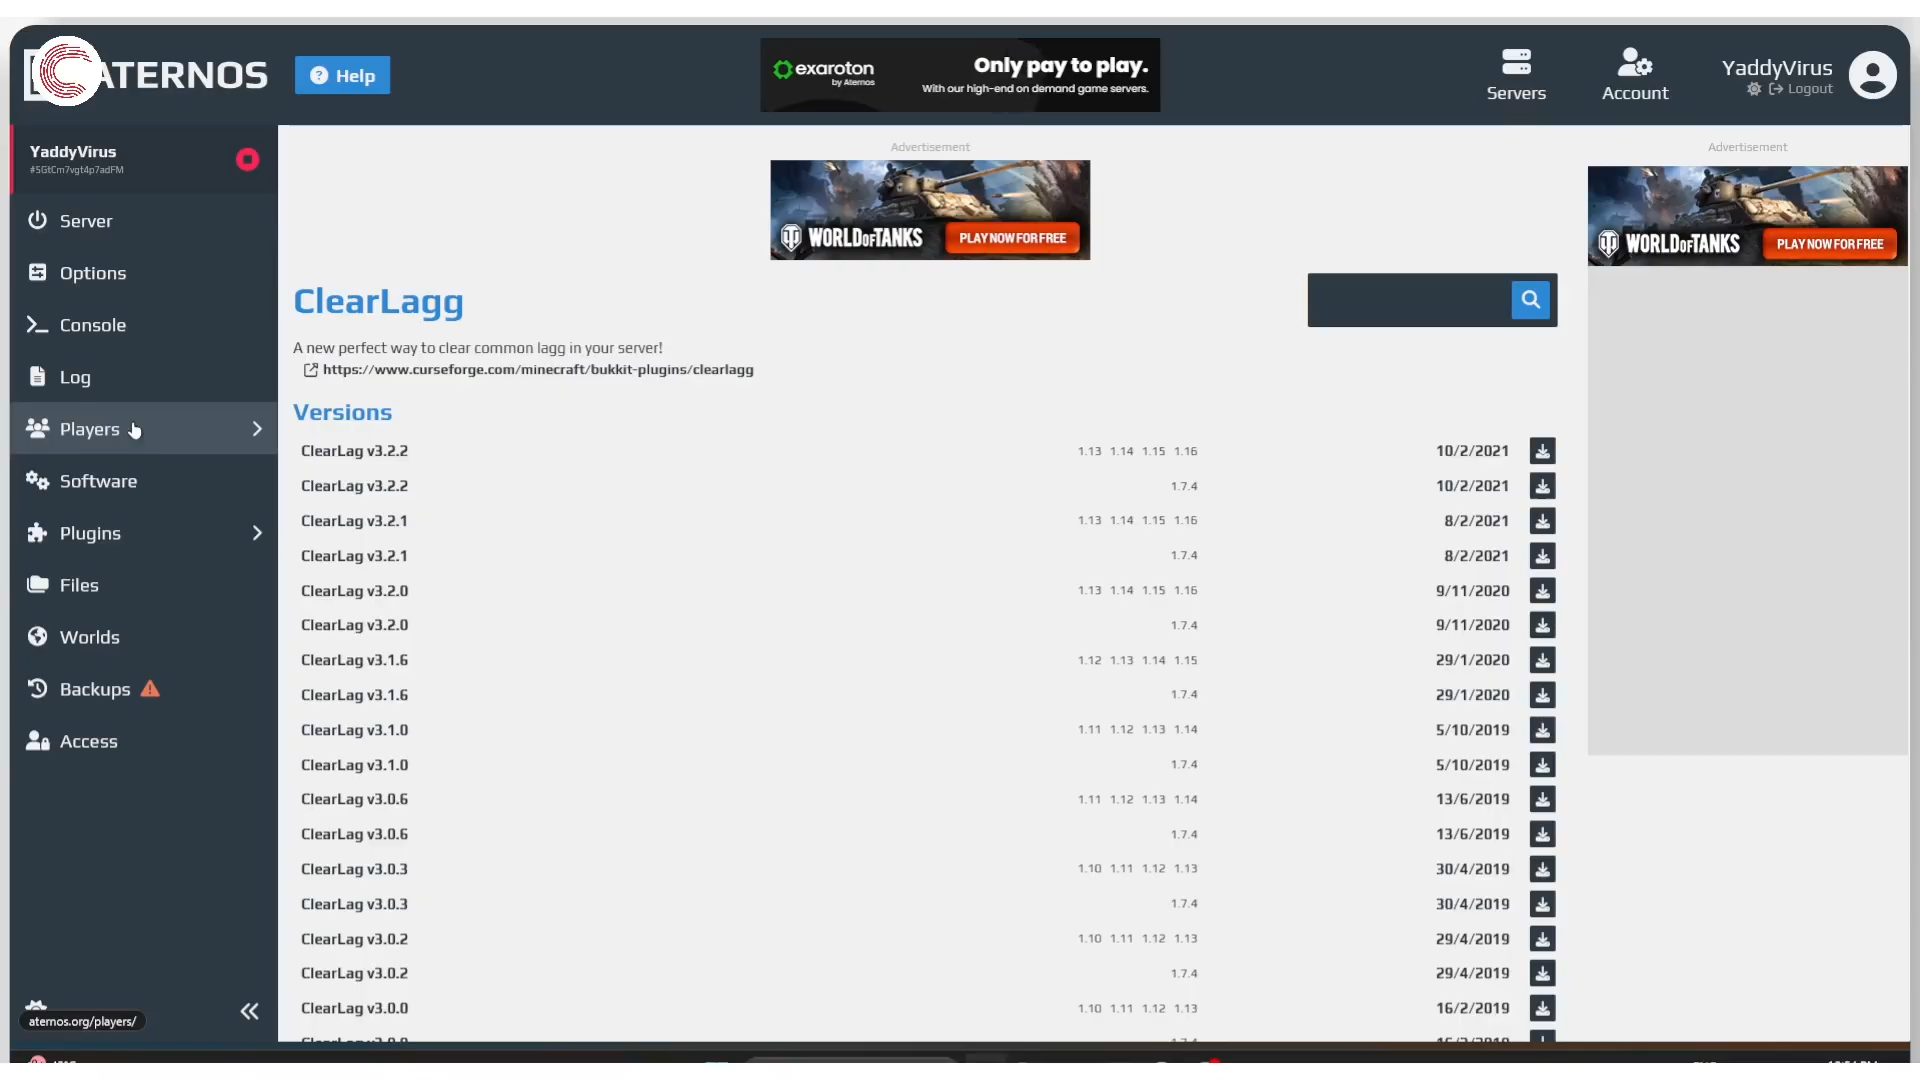 ATERNOS
Help
exaroton
by Aternos
Only pay to play.
With our high-end on demand game servers.
Servers
Account
YaddyVirus
Logout
YaddyVirus
#SGtCm7vgt4p7adFM
Server
Options
Console
Log
Players
Software
Plugins
Files
Worlds
Backups
Access
aternos.org/players/
Advertisement
WORLD OF TANKS
PLAY NOW FOR FREE
Advertisement
WORLD OF TANKS
PLAY NOW FOR FREE
ClearLagg
A new perfect way to clear common lagg in your server!
https://www.curseforge.com/minecraft/bukkit-plugins/clearlagg
Versions
ClearLag v3.2.2 1.13 1.14 1.15 1.16 10/2/2021
ClearLag v3.2.2 1.7.4 10/2/2021
ClearLag v3.2.1 1.13 1.14 1.15 1.16 8/2/2021
ClearLag v3.2.1 1.7.4 8/2/2021
ClearLag v3.2.0 1.13 1.14 1.15 1.16 9/11/2020
ClearLag v3.2.0 1.7.4 9/11/2020
ClearLag v3.1.6 1.12 1.13 1.14 1.15 29/1/2020
ClearLag v3.1.6 1.7.4 29/1/2020
ClearLag v3.1.0 1.11 1.12 1.13 1.14 5/10/2019
ClearLag v3.1.0 1.7.4 5/10/2019
ClearLag v3.0.6 1.11 1.12 1.13 1.14 13/6/2019
ClearLag v3.0.6 1.7.4 13/6/2019
ClearLag v3.0.3 1.10 1.11 1.12 1.13 30/4/2019
ClearLag v3.0.3 1.7.4 30/4/2019
ClearLag v3.0.2 1.10 1.11 1.12 1.13 29/4/2019
ClearLag v3.0.2 1.7.4 29/4/2019
ClearLag v3.0.0 1.10 1.11 1.12 1.13 16/2/2019